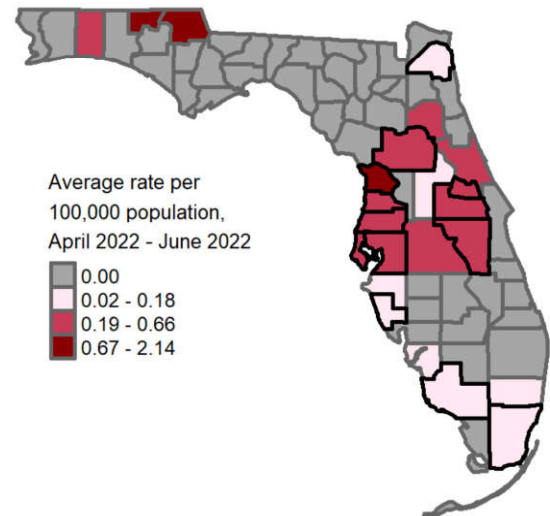 Average rate per
100,000 population,
April 2022 - June 2022
0.00
0.02 - 0.18
0.19 - 0.66
0.67 - 2.14